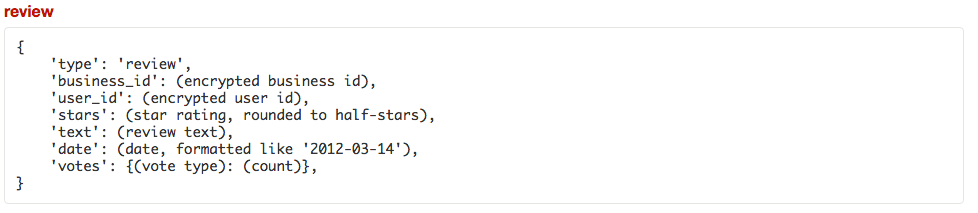 review
{
    'type': 'review',
    'business_id': (encrypted business id),
    'user_id': (encrypted user id),
    'stars': (star rating, rounded to half-stars),
    'text': (review text),
    'date': (date, formatted like '2012-03-14'),
    'votes': {(vote type): (count)},
}